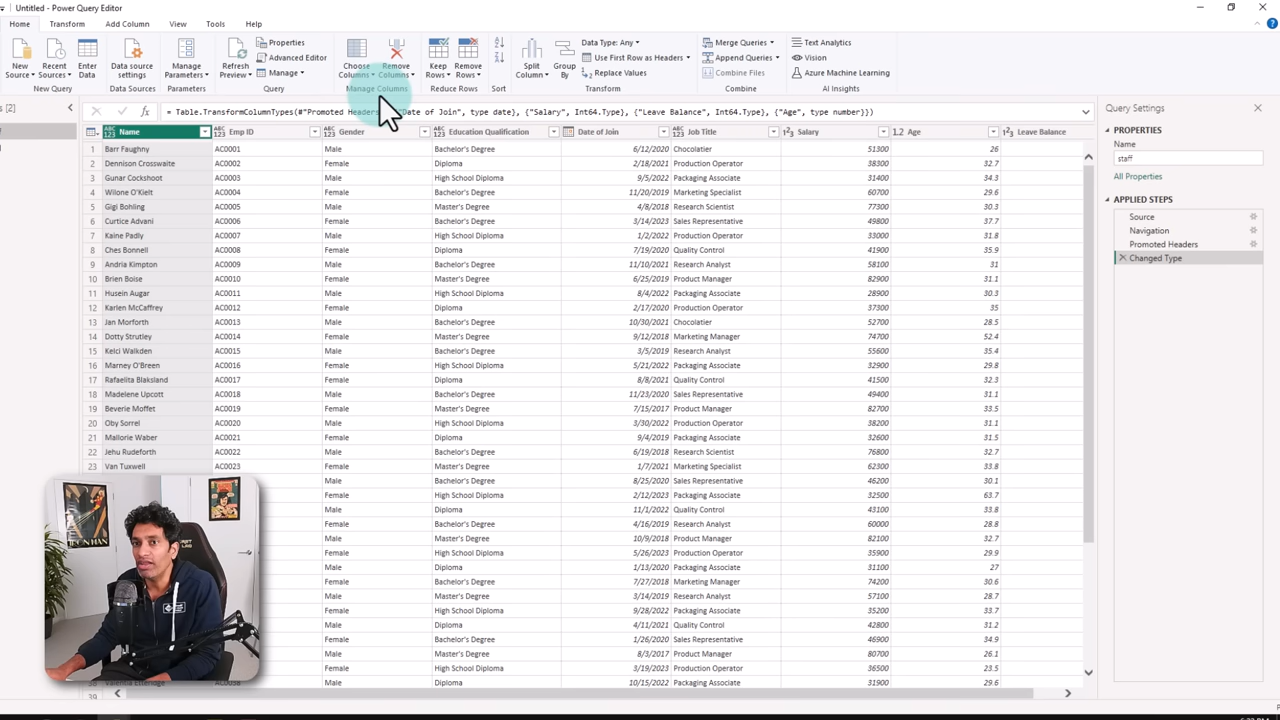 Untitled - Power Query Editor
Home Transform Add Column View Tools Help
New Source Recent Sources Enter Data Data source settings Manage Parameters Refresh Preview Properties Advanced Editor Manage Choose Columns Remove Columns Keep Rows Remove Rows Split Column Group By Data Type: Any Use First Row as Headers Replace Values Merge Queries Append Queries Combine Files Text Analytics Vision Azure Machine Learning
New Query Data Sources Parameters Query Manage Columns Reduce Rows Sort Transform Combine AI Insights
s [2]
= Table.TransformColumnTypes(#"Promoted Headers "Date of Join", type date}, {"Salary", Int64.Type}, {"Leave Balance", Int64.Type}, {"Age", type number}})
Name Emp ID Gender Education Qualification Date of Join Job Title Salary Age Leave Balance
1 Barr Faughny AC0001 Male Bachelor's Degree 6/12/2020 Chocolatier 51300 26
2 Dennison Crosswaite AC0002 Female Diploma 2/18/2021 Production Operator 38300 32.7
3 Gunar Cockshoot AC0003 Male High School Diploma 9/5/2022 Packaging Associate 31400 34.3
4 Wilone O'Kielt AC0004 Female Bachelor's Degree 11/20/2019 Marketing Specialist 60700 29.6
5 Gigi Bohling AC0005 Male Master's Degree 4/8/2018 Research Scientist 77300 30.3
6 Curtice Advani AC0006 Female Bachelor's Degree 3/14/2023 Sales Representative 49800 37.7
7 Kaine Padly AC0007 Male High School Diploma 1/2/2022 Production Operator 33000 31.8
8 Ches Bonnell AC0008 Female Diploma 7/19/2020 Quality Control 41900 35.9
9 Andria Kimpton AC0009 Male Bachelor's Degree 11/10/2021 Research Analyst 58100 31
10 Brien Boise AC0010 Female Master's Degree 6/25/2019 Product Manager 82900 31.1
11 Husein Augar AC0011 Male High School Diploma 8/4/2022 Packaging Associate 28900 30.3
12 Karlen McCaffrey AC0012 Female Diploma 2/17/2020 Production Operator 37300 35
13 Jan Morforth AC0013 Male Bachelor's Degree 10/30/2021 Chocolatier 52700 28.5
14 Dotty Strutley AC0014 Female Master's Degree 9/12/2018 Marketing Manager 74700 52.4
15 Kelci Walkden AC0015 Male Bachelor's Degree 3/5/2019 Research Analyst 55600 35.4
16 Marney O'Breen AC0016 Male High School Diploma 5/21/2022 Packaging Associate 32900 29.8
17 Rafaelita Blaksland AC0017 Female Diploma 8/8/2021 Quality Control 41500 32.3
18 Madelene Upcott AC0018 Male Bachelor's Degree 11/23/2020 Sales Representative 49400 31.1
19 Beverie Moffet AC0019 Female Master's Degree 7/15/2017 Product Manager 82700 33.5
20 Oby Sorrel AC0020 Male High School Diploma 3/30/2022 Production Operator 38200 31.1
21 Mallorie Waber AC0021 Female Diploma 9/4/2019 Packaging Associate 32600 31.5
22 Jehu Rudeforth AC0022 Male Bachelor's Degree 6/19/2018 Research Scientist 76800 32.7
23 Van Tuxwell AC0023 Female Master's Degree 1/7/2021 Marketing Specialist 62300 33.8
Male Bachelor's Degree 8/25/2020 Sales Representative 46200 30.1
Female High School Diploma 2/12/2023 Packaging Associate 32500 63.7
Male Diploma 11/1/2022 Quality Control 43100 33.8
Female Bachelor's Degree 4/16/2019 Research Analyst 60000 28.8
Male Master's Degree 10/9/2018 Product Manager 82100 30.6
Female High School Diploma 5/26/2023 Production Operator 35900 29.9
Male Diploma 1/13/2020 Quality Control 31100 27
Female Bachelor's Degree 7/27/2018 Marketing Manager 74200 30.6
Male Master's Degree 3/14/2019 Research Analyst 57100 28.7
Female High School Diploma 9/28/2022 Packaging Associate 35200 33.7
Male Diploma 4/11/2021 Quality Control 42800 31.2
Female Bachelor's Degree 1/26/2020 Sales Representative 46900 34.9
Male Master's Degree 8/3/2017 Product Manager 80700 26.1
Female High School Diploma 3/19/2023 Production Operator 36500 23.5
Male Diploma 10/15/2022 Packaging Associate 31900 29.6
39
Query Settings
PROPERTIES
Name
staff
All Properties
APPLIED STEPS
Source
Navigation
Promoted Headers
Changed Type